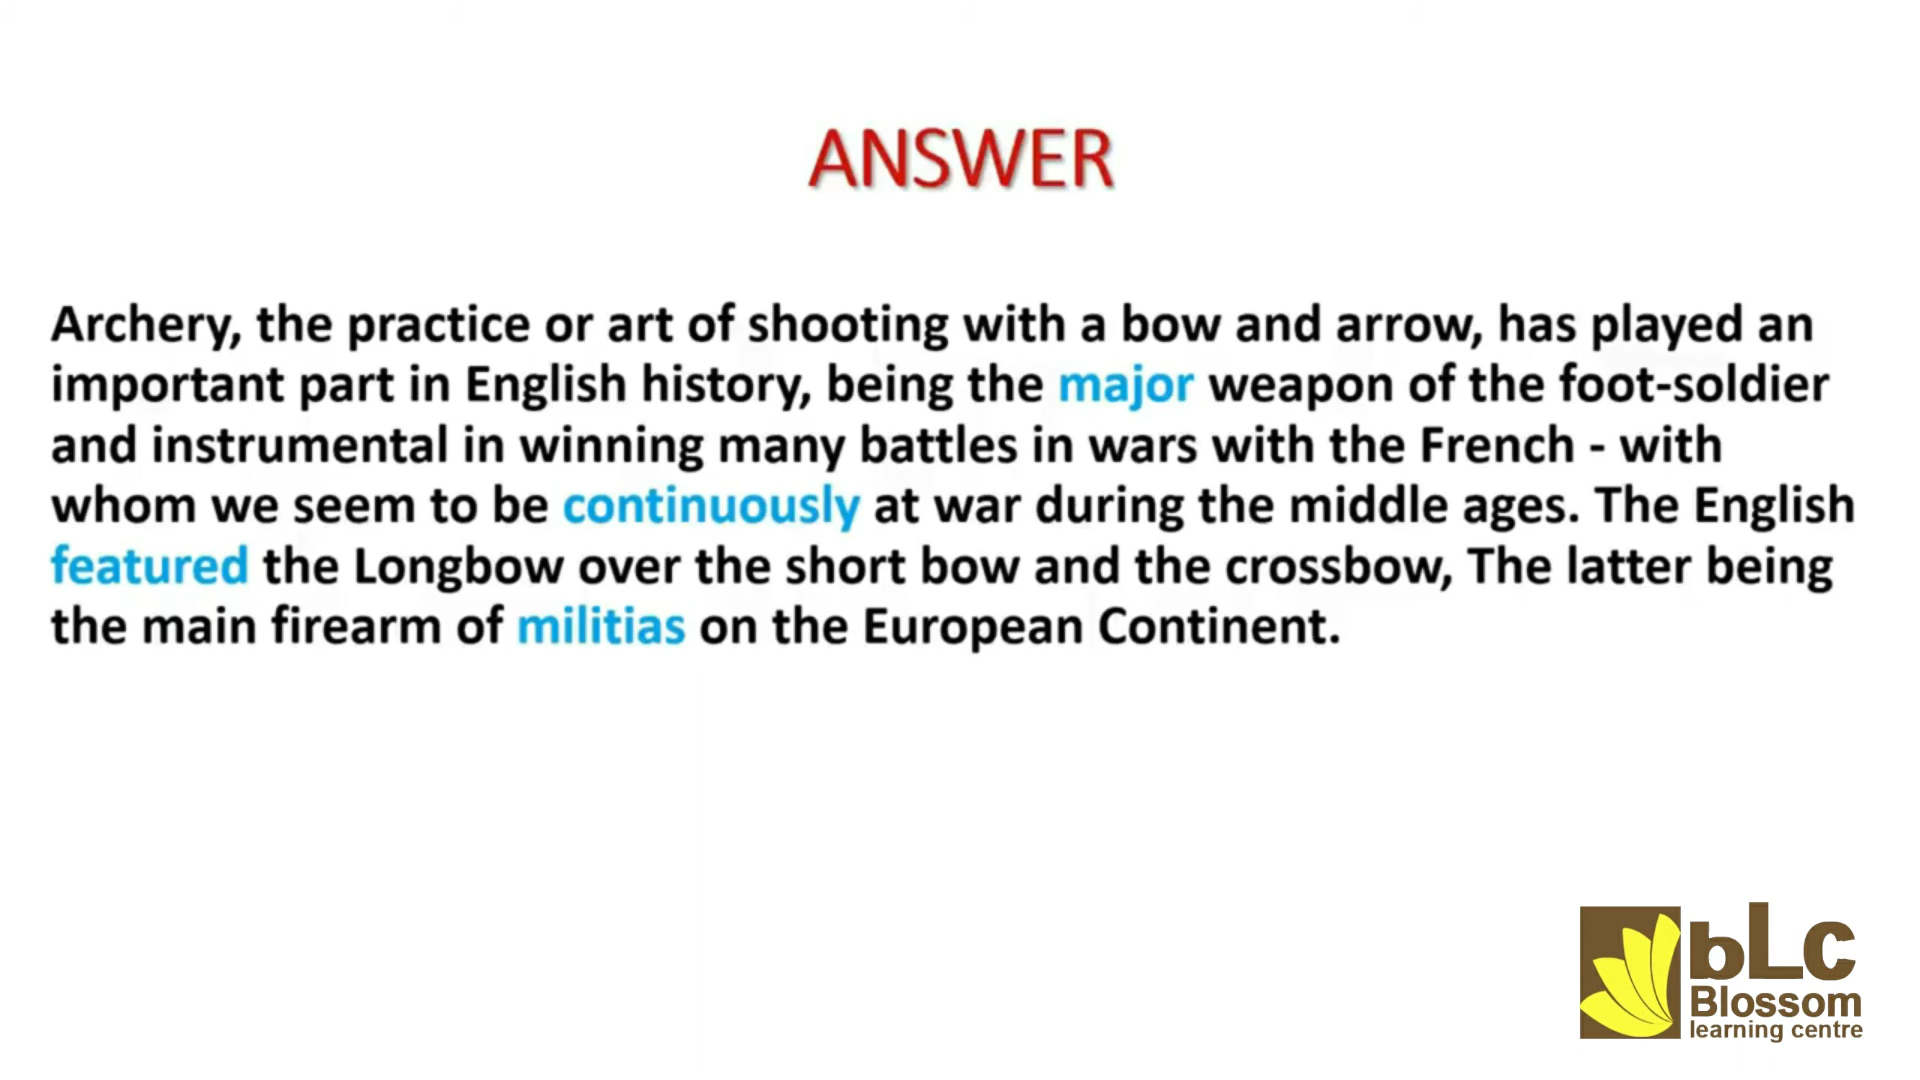 ANSWER
Archery, the practice or art of shooting with a bow and arrow, has played an
important part in English history, being the major weapon of the foot-soldier
and instrumental in winning many battles in wars with the French - with
whom we seem to be continuously at war during the middle ages. The English
featured the Longbow over the short bow and the crossbow, The latter being
the main firearm of militias on the European Continent.
bLc
Blossom
learning centre